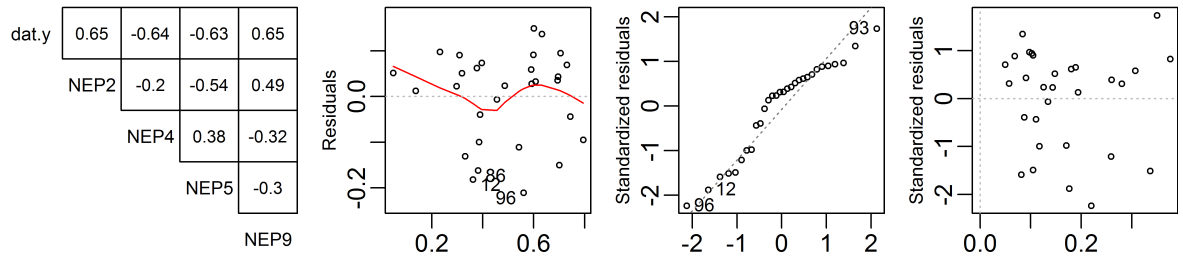 dat.y 0.65 -0.64 -0.63 0.65
NEP2 -0.2 -0.54 0.49
NEP4 0.38 -0.32
NEP5 -0.3
NEP9
Residuals
0.0
-0.2
86
12
96
0.2 0.6
Standardized residuals
2
1
0
-1
-2
93
12
96
-2 -1 0 1 2
Standardized residuals
1
0
-1
-2
0.0 0.2